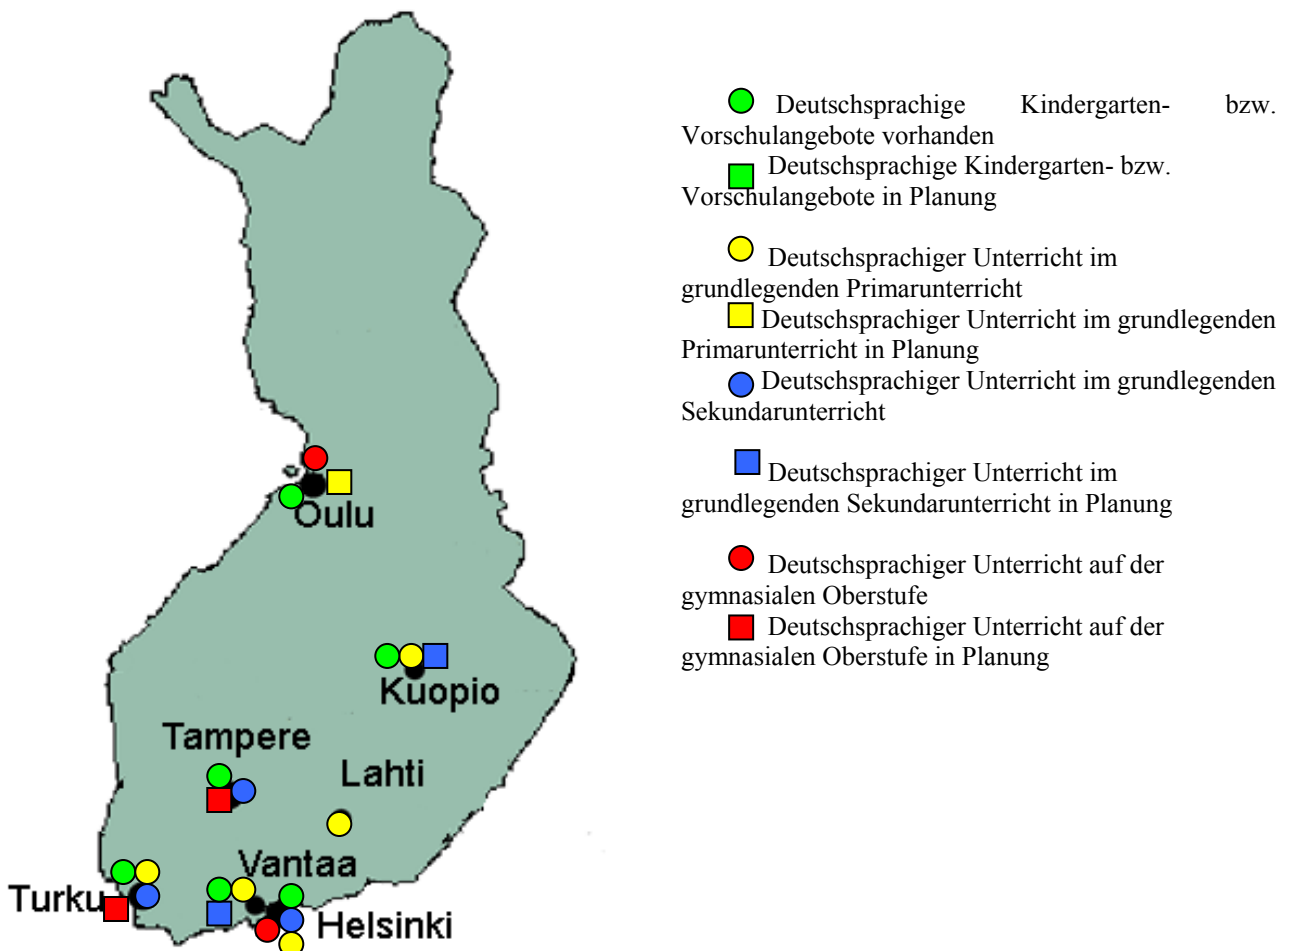 Deutschsprachige Kindergarten- bzw.
Vorschulangebote vorhanden
Deutschsprachige Kindergarten- bzw.
Vorschulangebote in Planung
Deutschsprachiger Unterricht im
grundlegenden Primarunterricht
Deutschsprachiger Unterricht im grundlegenden
Primarunterricht in Planung
Deutschsprachiger Unterricht im grundlegenden
Sekundarunterricht
Deutschsprachiger Unterricht im
grundlegenden Sekundarunterricht in Planung
Deutschsprachiger Unterricht auf der
gymnasialen Oberstufe
Deutschsprachiger Unterricht auf der
gymnasialen Oberstufe in Planung
Oulu
Kuopio
Tampere
Lahti
Vantaa
Turku
Helsinki